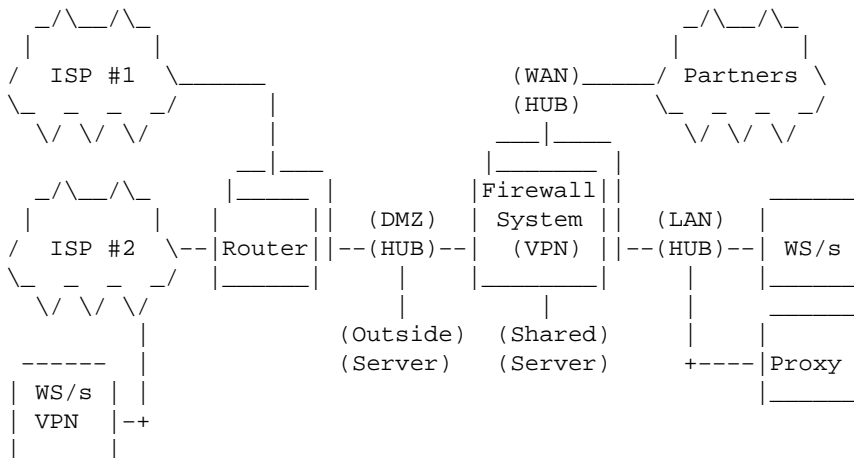 ISP #1 (WAN) Partners
(HUB)
Firewall
(DMZ) System (LAN)
ISP #2 Router (HUB) (VPN) (HUB) WS/s
(Outside) (Shared)
(Server) (Server) Proxy
WS/s
VPN